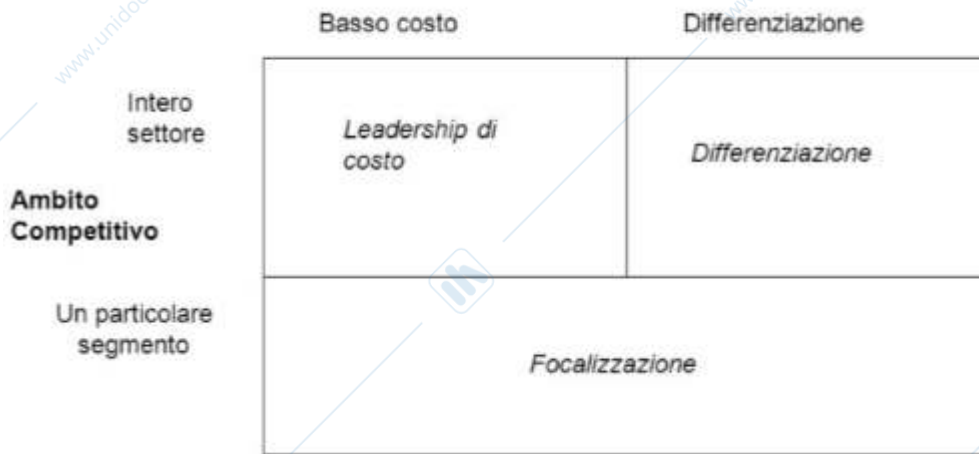 Basso costo
Differenziazione
Intero
settore
Leadership di
costo
Differenziazione
Ambito
Competitivo
Un particolare
segmento
Focalizzazione